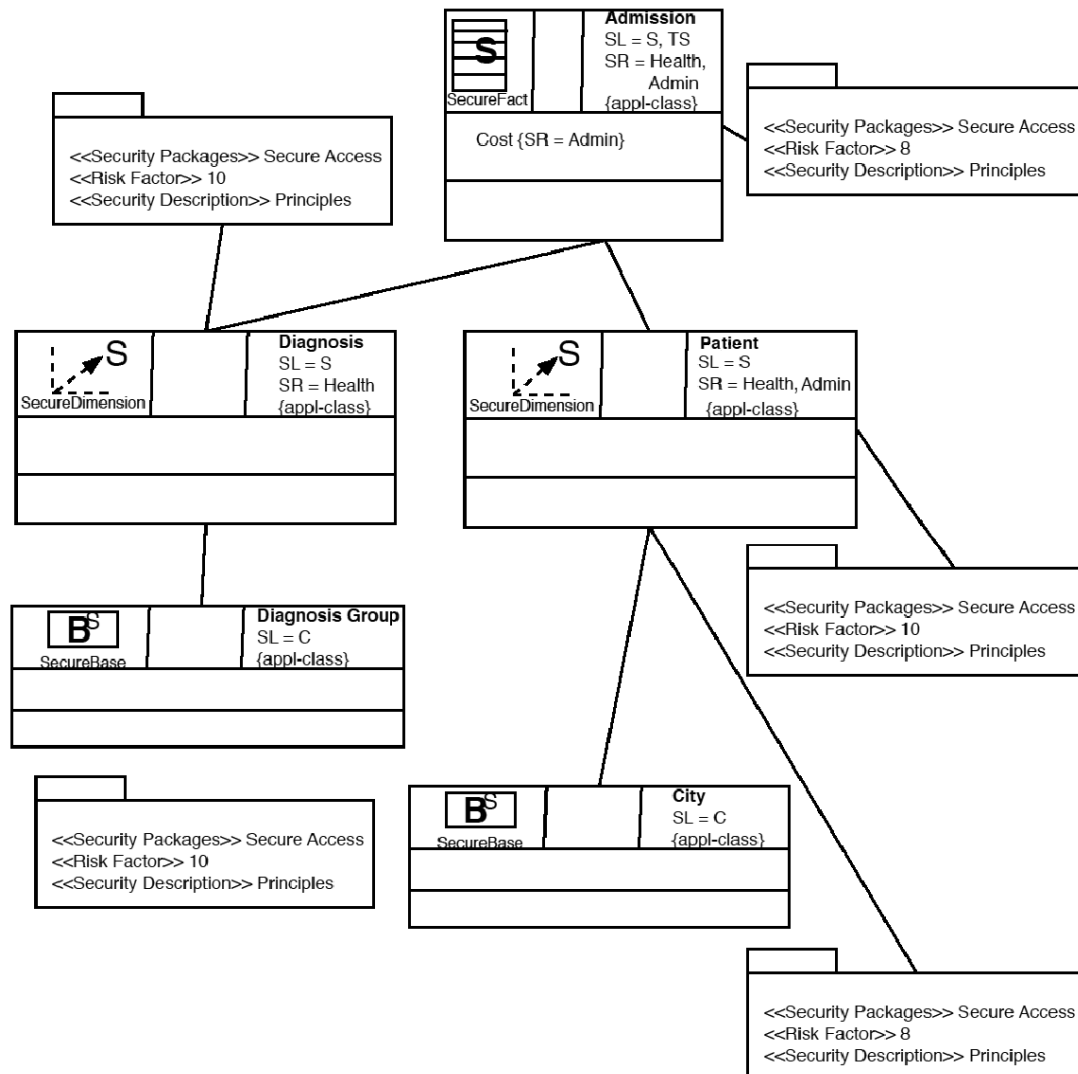 S
SecureFact
Admission
SL = S, TS
SR = Health,
Admin
{appl-class}
Cost {SR = Admin}
<<Security Packages>> Secure Access
<<Risk Factor>> 8
<<Security Description>> Principles
<<Security Packages>> Secure Access
<<Risk Factor>> 10
<<Security Description>> Principles
S
SecureDimension
Diagnosis
SL = S
SR = Health
{appl-class}
S
SecureDimension
Patient
SL = S
SR = Health, Admin
{appl-class}
BS
SecureBase
Diagnosis Group
SL = C
{appl-class}
<<Security Packages>> Secure Access
<<Risk Factor>> 10
<<Security Description>> Principles
<<Security Packages>> Secure Access
<<Risk Factor>> 10
<<Security Description>> Principles
BS
SecureBase
City
SL = C
{appl-class}
<<Security Packages>> Secure Access
<<Risk Factor>> 8
<<Security Description>> Principles